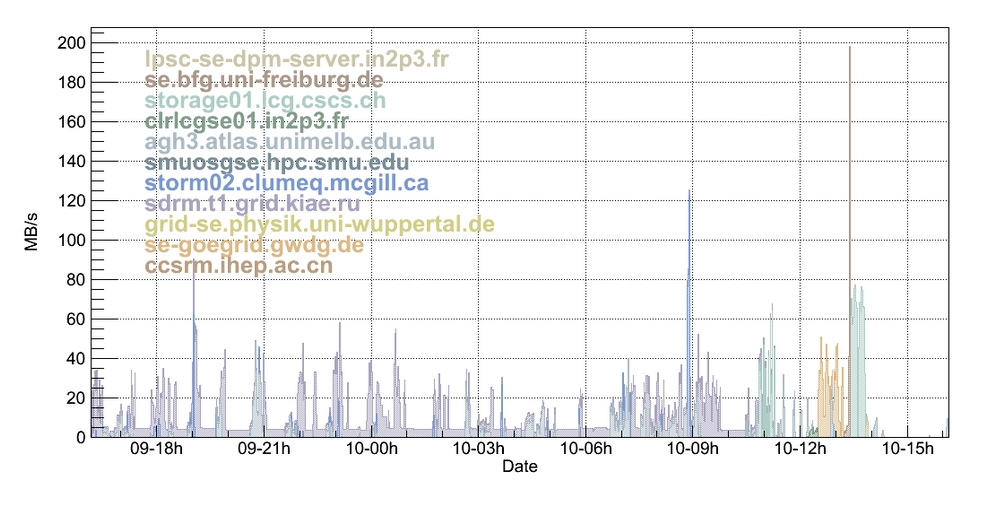 200
180
160
140
120
100
80
60
40
20
0
MB/s
lpsc-se-dpm-server.in2p3.fr
se.bfg.uni-freiburg.de
storage01.lcg.cscs.ch
clrlcgse01.in2p3.fr
agh3.atlas.unimelb.edu.au
smuosgse.hpc.smu.edu
storm02.clumeq.mcgill.ca
sdrm.t1.grid.kiae.ru
grid-se.physik.uni-wuppertal.de
se-goegrid.gwdg.de
ccsrm.ihep.ac.cn
09-18h 09-21h 10-00h 10-03h 10-06h 10-09h 10-12h 10-15h
Date